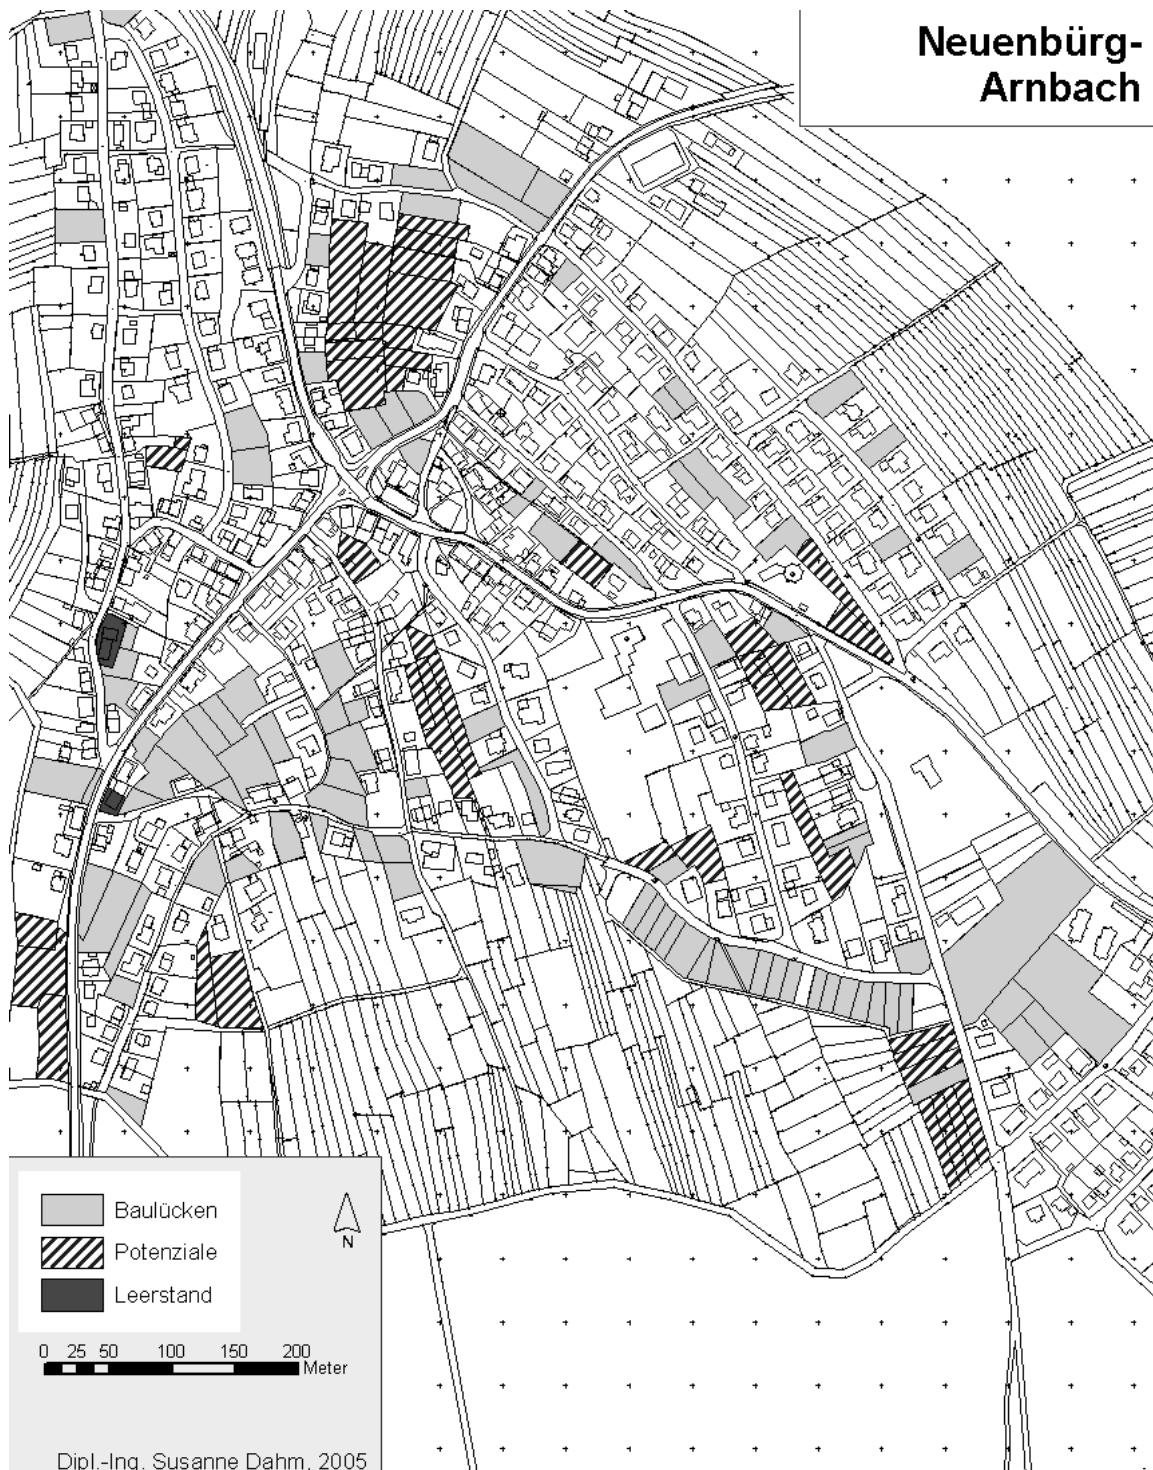 Neuenbürg-
Arnbach
Baulücken
Potenziale
Leerstand
N
0 25 50 100 150 200
Meter
Dipl.-Ing. Susanne Dahm, 2005